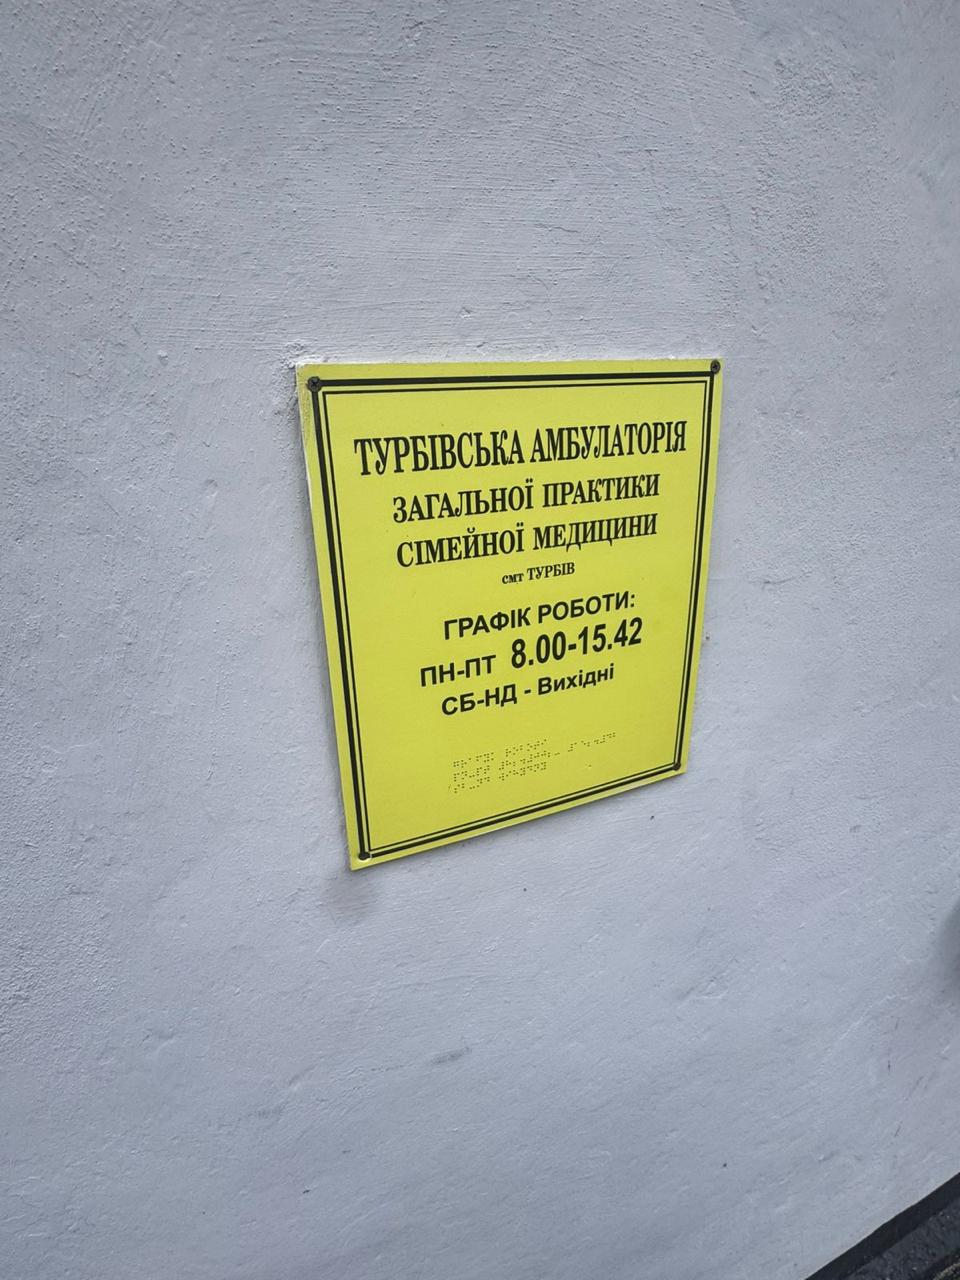 ТУРБІВСЬКА АМБУЛАТОРІЯ
ЗАГАЛЬНОЇ ПРАКТИКИ
СІМЕЙНОЇ МЕДИЦИНИ
смт ТУРБІВ
ГРАФІК РОБОТИ:
ПН-ПТ 8.00-15.42
СБ-НД - Вихідні